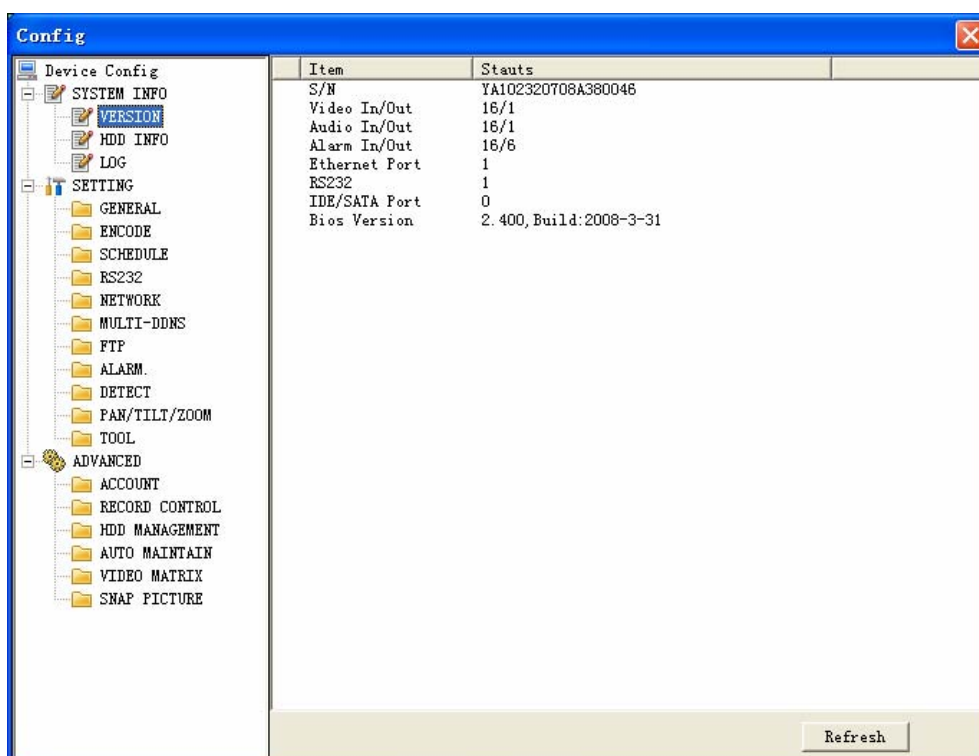 Config
Device Config
SYSTEM INFO
VERSION
HDD INFO
LOG
SETTING
GENERAL
ENCODE
SCHEDULE
RS232
NETWORK
MULTI-DDNS
FTP
ALARM.
DETECT
PAN/TILT/ZOOM
TOOL
ADVANCED
ACCOUNT
RECORD CONTROL
HDD MANAGEMENT
AUTO MAINTAIN
VIDEO MATRIX
SNAP PICTURE
Item Stauts
S/N YA102320708A380046
Video In/Out 16/1
Audio In/Out 16/1
Alarm In/Out 16/6
Ethernet Port 1
RS232 1
IDE/SATA Port 0
Bios Version 2.400,Build:2008-3-31
Refresh